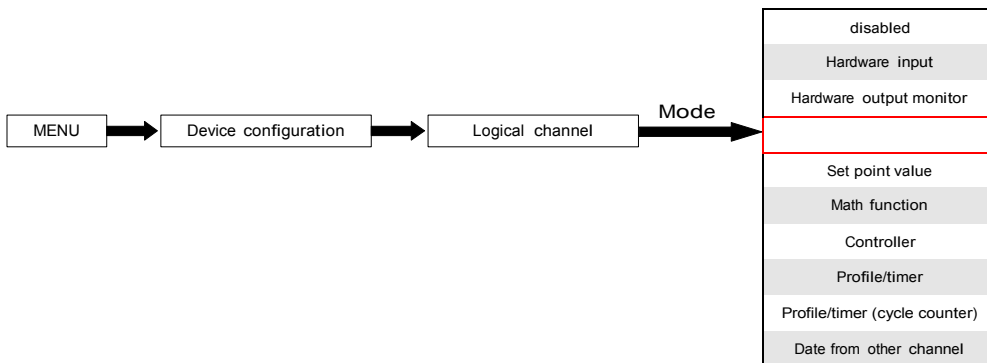 disabled
Hardware input
Hardware output monitor
Mode
MENU
Device configuration
Logical channel
Set point value
Math function
Controller
Profile/timer
Profile/timer (cycle counter)
Date from other channel